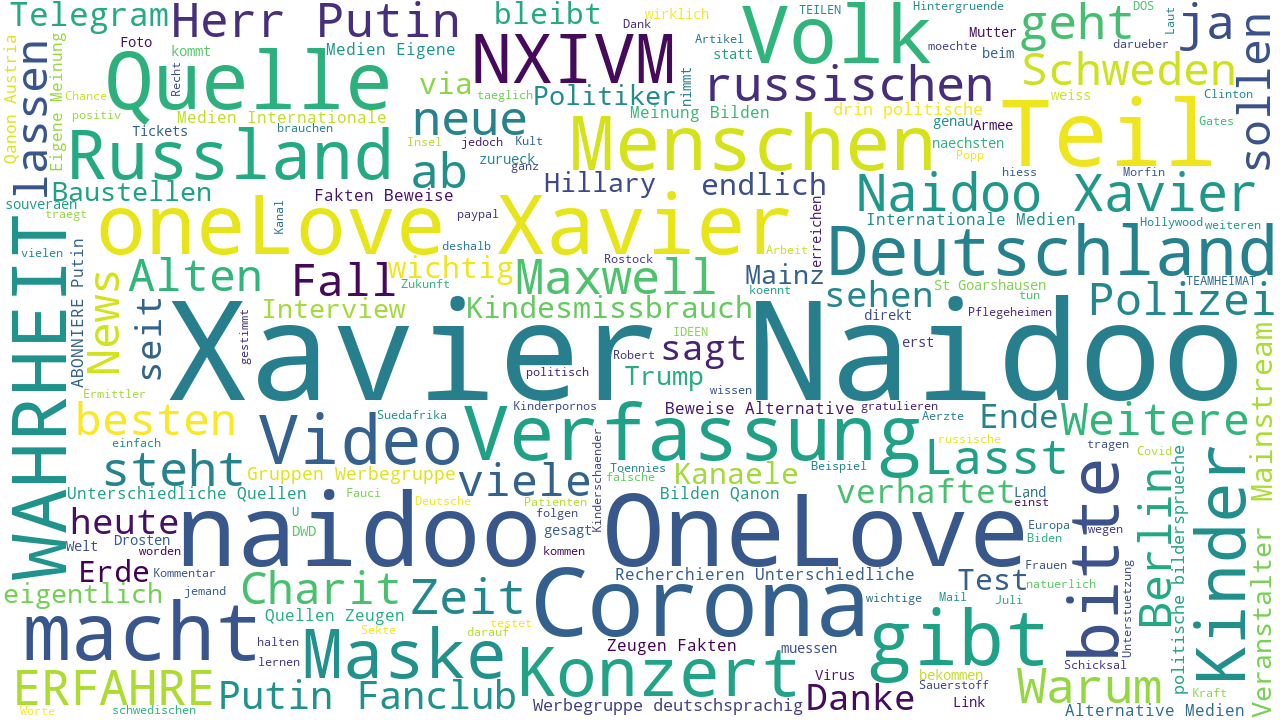 Telegram
Herr Putin
bleibt
Dank
wirklich
TEILEN
Hintergruende
DOS
Laut
Qanon Austria
lassen
Eigene Meinung
Foto
kommt
Recht
Medien Eigene
NXIVM
Artikel
statt
Volk
moechte
Mutter
beim
geht
darueber
jan
sollen
Quelle
via
taeglich
Politiker
nimmt
russischen
Schweden
weiss
Clinton
Chance
positiv
Medien Internationale
Tickets
brauchen
neue
Insel
jedoch
Kult
Meinung Bilden
drin politische
genau
Armee
naechsten
Popp
Teil
Gates
Russland
ab
zurueck
ganz
Menschen
hiess
Morfin
Baustellen
Fakten Beweise
Hillary
endlich
Naidoo Xavier
souveraen
traegt
oneLove
Kanal
paypal
deshalb
Xavier
Arbeit
erreichen
Internationale Medien
Hollywood
weiteren
Deutschland
WAHRHEIT
vielen
ABONNIERE Putin
News
Alten
seit
Fall
wichtig
Zukunft
Rostock
Maxwell
Mainz
koennt
sehen
St Goarshausen
tun
TEAMHEIMAT
Polizei
Interview
Kindesmissbrauch
direkt
Pflegeheimen
gestimmt
Xavier Naidoo
IDEEN
Robert
sagt
erst
politisch
Trump
wissen
Ermittler
besten
einfach
Video
Suedafrika
Verfassung
Kinderpornos
Beweise Alternative
gratulieren
Aerzte
Ende
Weitere
russische
tragen
Covid
Mainstream
steht
Gruppen Werbegruppe
viele
Kinderschaender
Toennies
falsche
Kanaele
Beispiel
Lasst
verhaftet
Land
einst
bitte
wegen
Berlin
politische bildersprueche
Kinder
Veranstalter
Unterschiedliche Quellen
Fauci
Deutsche
Patienten
folgen
gesagt
Bilden Qanon
heute
U
DWD
naidoo
OneLove
Europa
Biden
Welt
Drosten
worden
kommen
Frauen
Erde
Kommentar
jemand
Charit
Zeit
Corona
Recherchieren Unterschiedliche
wichtige
Mail
Test
Juli
natuerlich
Unterstuetzung
eigentlich
Quellen Zeugen
Sekte
darauf
testet
macht
halten
lernen
Maske
Zeugen Fakten
muessen
gibt
Schicksal
Konzert
Virus
bekommen
Sauerstoff
Link
Warum
Kraft
ERFAHRE
Worte
schwedischen
Putin Fanclub
Werbegruppe deutschsprachig
Danke
Alternative Medien